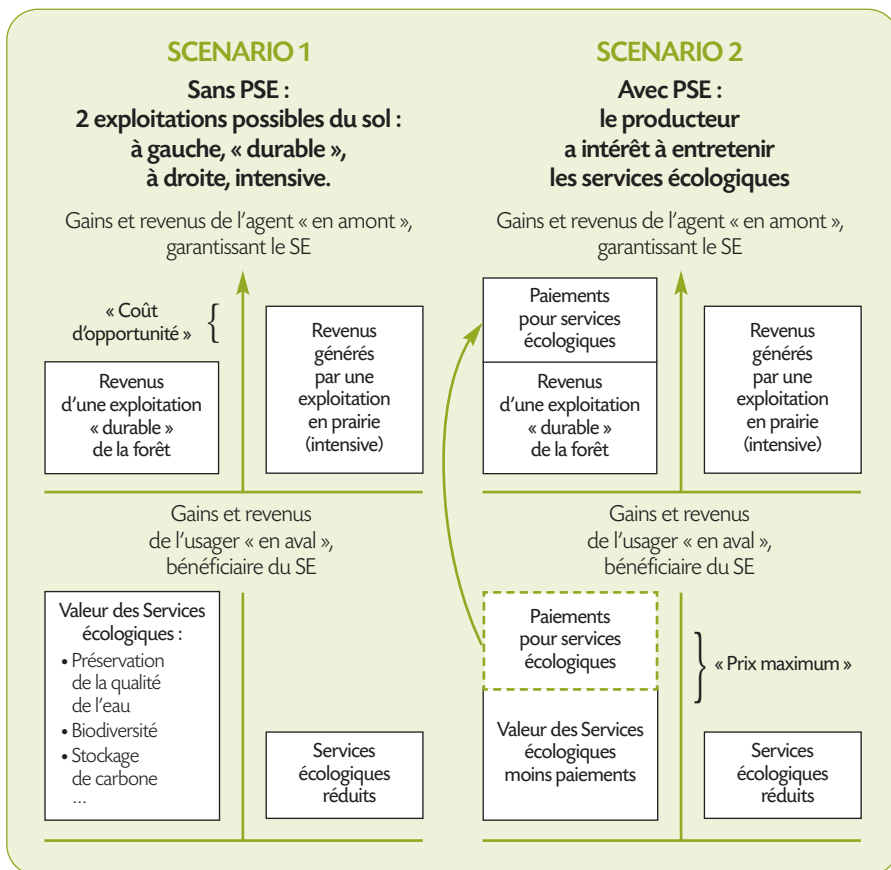 SCENARIO 1
Sans PSE :
2 exploitations possibles du sol :
à gauche, « durable »,
à droite, intensive.
Gains et revenus de l’agent « en amont »,
garantissant le SE
« Coût
d’opportunité »
{
Revenus
d’une exploitation
« durable »
de la forêt
Revenus
générés
par une
exploitation
en prairie
(intensive)
Gains et revenus
de l’usager « en aval »,
bénéficiaire du SE
Valeur des Services
écologiques :
• Préservation
de la qualité
de l’eau
• Biodiversité
• Stockage
de carbone
...
Services
écologiques
réduits
SCENARIO 2
Avec PSE :
le producteur
a intérêt à entretenir
les services écologiques
Gains et revenus de l’agent « en amont »,
garantissant le SE
Paiements
pour services
écologiques
Revenus
d’une exploitation
« durable »
de la forêt
Revenus
générés
par une
exploitation
en prairie
(intensive)
Gains et revenus
de l’usager « en aval »,
bénéficiaire du SE
Paiements
pour services
écologiques
}
« Prix maximum »
Valeur des Services
écologiques
moins paiements
Services
écologiques
réduits